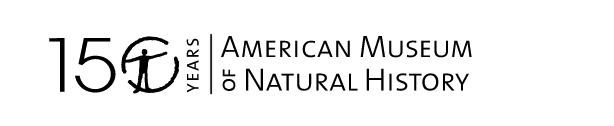 150 YEARS
AMERICAN MUSEUM
OF NATURAL HISTORY